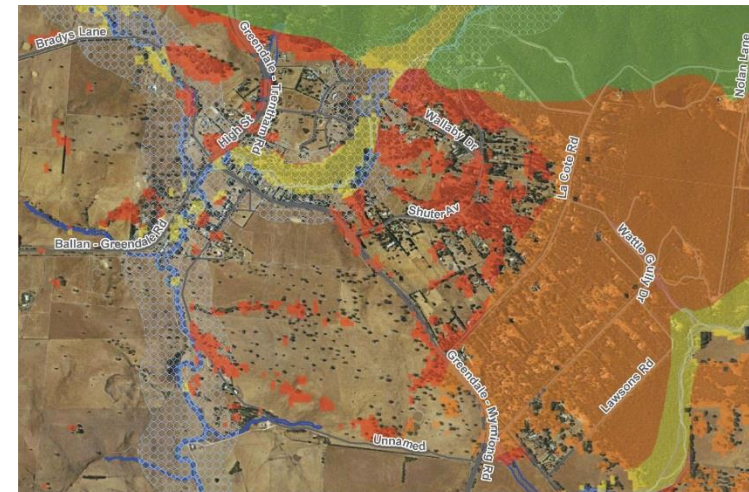 Bradys Lane
Greendale - Trentham Rd
High St
Wallaby Dr
Nolan Lane
La Cote Rd
Shuter Av
Ballan - Greendale Rd
Wattle Gully Dr
Greendale - Myrniong Rd
Lawsons Rd
Unnamed